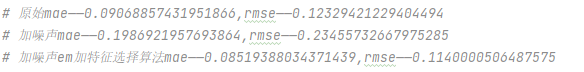 # 原始mae——0.09068857431951866,rmse——0.12329421229404494
# 加噪声mae——0.1986921957693864,rmse——0.23455732667975285
# 加噪声em加特征选择算法mae——0.08519388034371439,rmse——0.1140000506487575